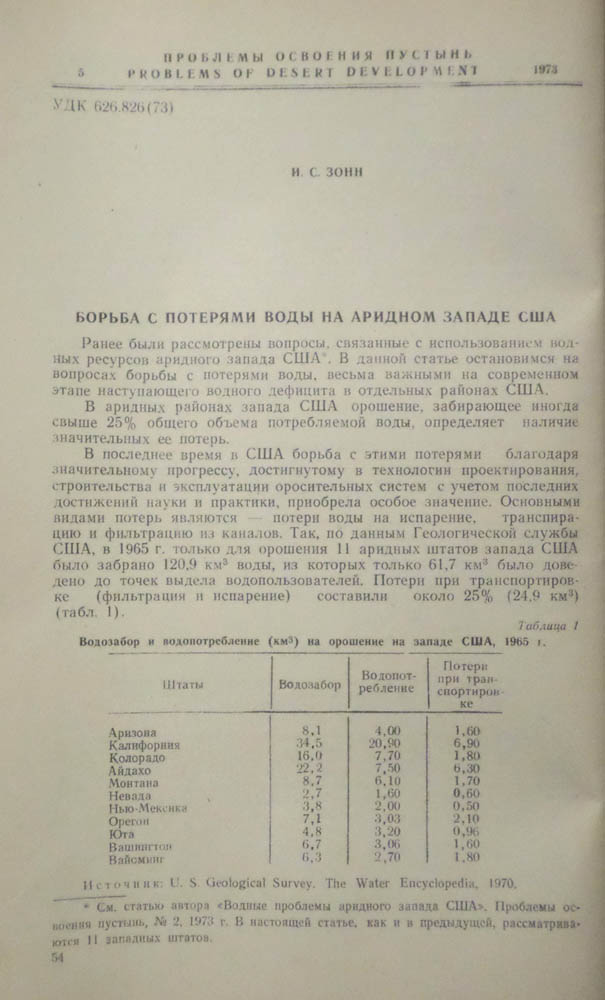 ПРОБЛЕМЫ ОСВОЕНИЯ ПУСТЫНЬ
5 PROBLEMS OF DESERT DEVELOPMENT 1973
УДК 626.826(73)
И. С. ЗОНН
БОРЬБА С ПОТЕРЯМИ ВОДЫ НА АРИДНОМ ЗАПАДЕ США
Ранее были рассмотрены вопросы, связанные с использованием вод-
ных ресурсов аридного запада США*. В данной статье остановимся на
вопросах борьбы с потерями воды, весьма важными на современном
этапе наступающего водного дефицита в отдельных районах США.
В аридных районах запада США орошение, забирающее иногда
свыше 25% общего объема потребляемой воды, определяет наличие
значительных ее потерь.
В последнее время в США борьба с этими потерями благодаря
значительному прогрессу, достигнутому в технологии проектирования,
строительства и эксплуатации оросительных систем с учетом последних
достижений науки и практики, приобрела особое значение. Основными
видами потерь являются — потери воды на испарение, транспира-
цию и фильтрацию из каналов. Так, по данным Геологической службы
США, в 1965 г. только для орошения 11 аридных штатов запада США
было забрано 120,9 км³ воды, из которых только 61,7 км³ было дове-
дено до точек выдела водопользователей. Потери при транспортиров-
ке (фильтрация и испарение) составили около 25% (24,9 км³)
(табл. 1).
Таблица 1
Водозабор и водопотребление (км³) на орошение на западе США, 1965 г.
Штаты Водозабор Водопот-
ребление Потери
при тран-
спортиров-
ке
Аризона 8,1 4,00 1,60
Калифорния 34,5 20,90 6,90
Колорадо 16,0 7,70 1,80
Айдахо 22,2 7,50 6,30
Монтана 8,7 6,10 1,70
Невада 2,7 1,60 0,60
Нью-Мексика 3,8 2,00 0,50
Орегон 7,1 3,03 2,10
Юта 4,8 3,20 0,96
Вашингтон 6,7 3,06 1,60
Вайоминг 6,3 2,70 1,80
Источник: U. S. Geological Survey. The Water Encyclopedia, 1970.
* См. статью автора «Водные проблемы аридного запада США». Проблемы ос-
воения пустынь, № 2, 1973 г. В настоящей статье, как и в предыдущей, рассматрива-
ются 11 западных штатов.
54